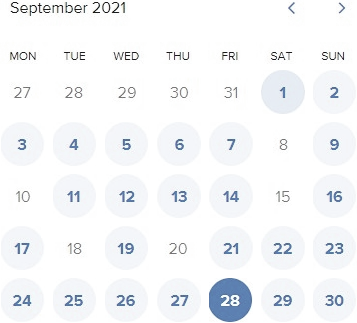 September 2021
MON TUE WED THU FRI SAT SUN
27 28 29 30 31 1 2
3 4 5 6 7 8 9
10 11 12 13 14 15 16
17 18 19 20 21 22 23
24 25 26 27 28 29 30